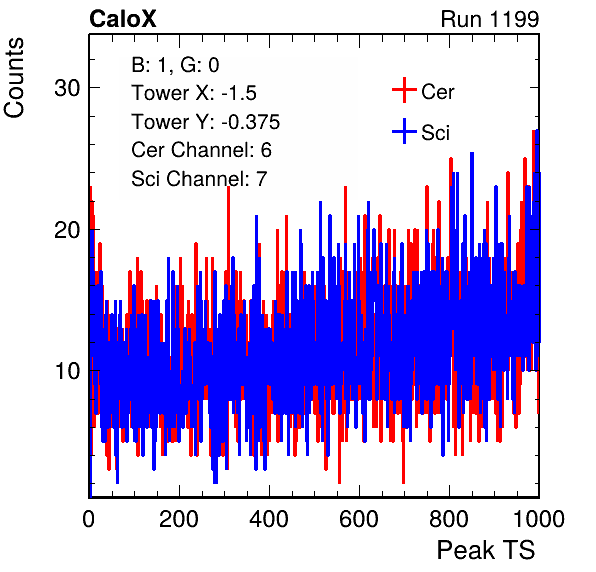 CaloX Run 1199
Counts
B: 1, G: 0
Tower X: -1.5
Tower Y: -0.375
Cer Channel: 6
Sci Channel: 7
Cer
Sci
30
20
10
0 200 400 600 800 1000
Peak TS